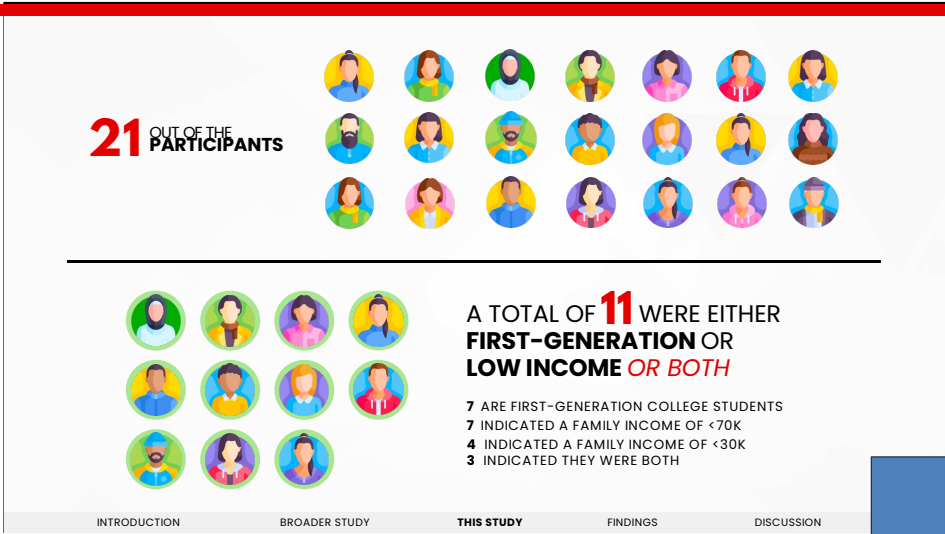 21 OUT OF THE
PARTICIPANTS
A TOTAL OF 11 WERE EITHER
FIRST-GENERATION OR
LOW INCOME OR BOTH
7 ARE FIRST-GENERATION COLLEGE STUDENTS
7 INDICATED A FAMILY INCOME OF <70K
4 INDICATED A FAMILY INCOME OF <30K
3 INDICATED THEY WERE BOTH
INTRODUCTION BROADER STUDY THIS STUDY FINDINGS DISCUSSION